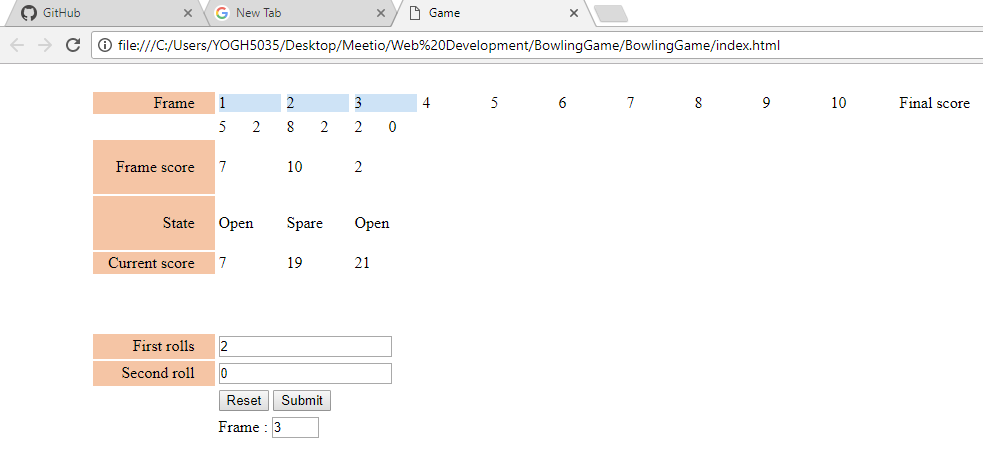 GitHub New Tab Game
file:///C:/Users/YOGH5035/Desktop/Meetio/Web%20Development/BowlingGame/BowlingGame/index.html
Frame 1 2 3 4 5 6 7 8 9 10 Final score
5 2 8 2 2 0
Frame score 7 10 2
State Open Spare Open
Current score 7 19 21
First rolls 2
Second roll 0
Reset Submit
Frame : 3